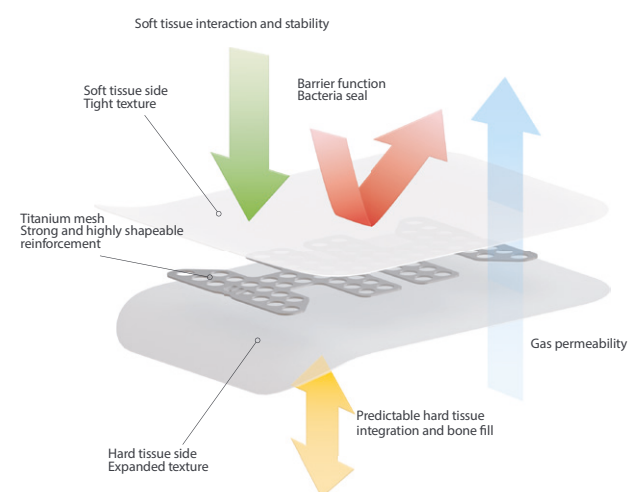 Soft tissue interaction and stability
Soft tissue side
Tight texture
Barrier function
Bacteria seal
Titanium mesh
Strong and highly shapeable
reinforcement
Gas permeability
Predictable hard tissue
integration and bone fill
Hard tissue side
Expanded texture